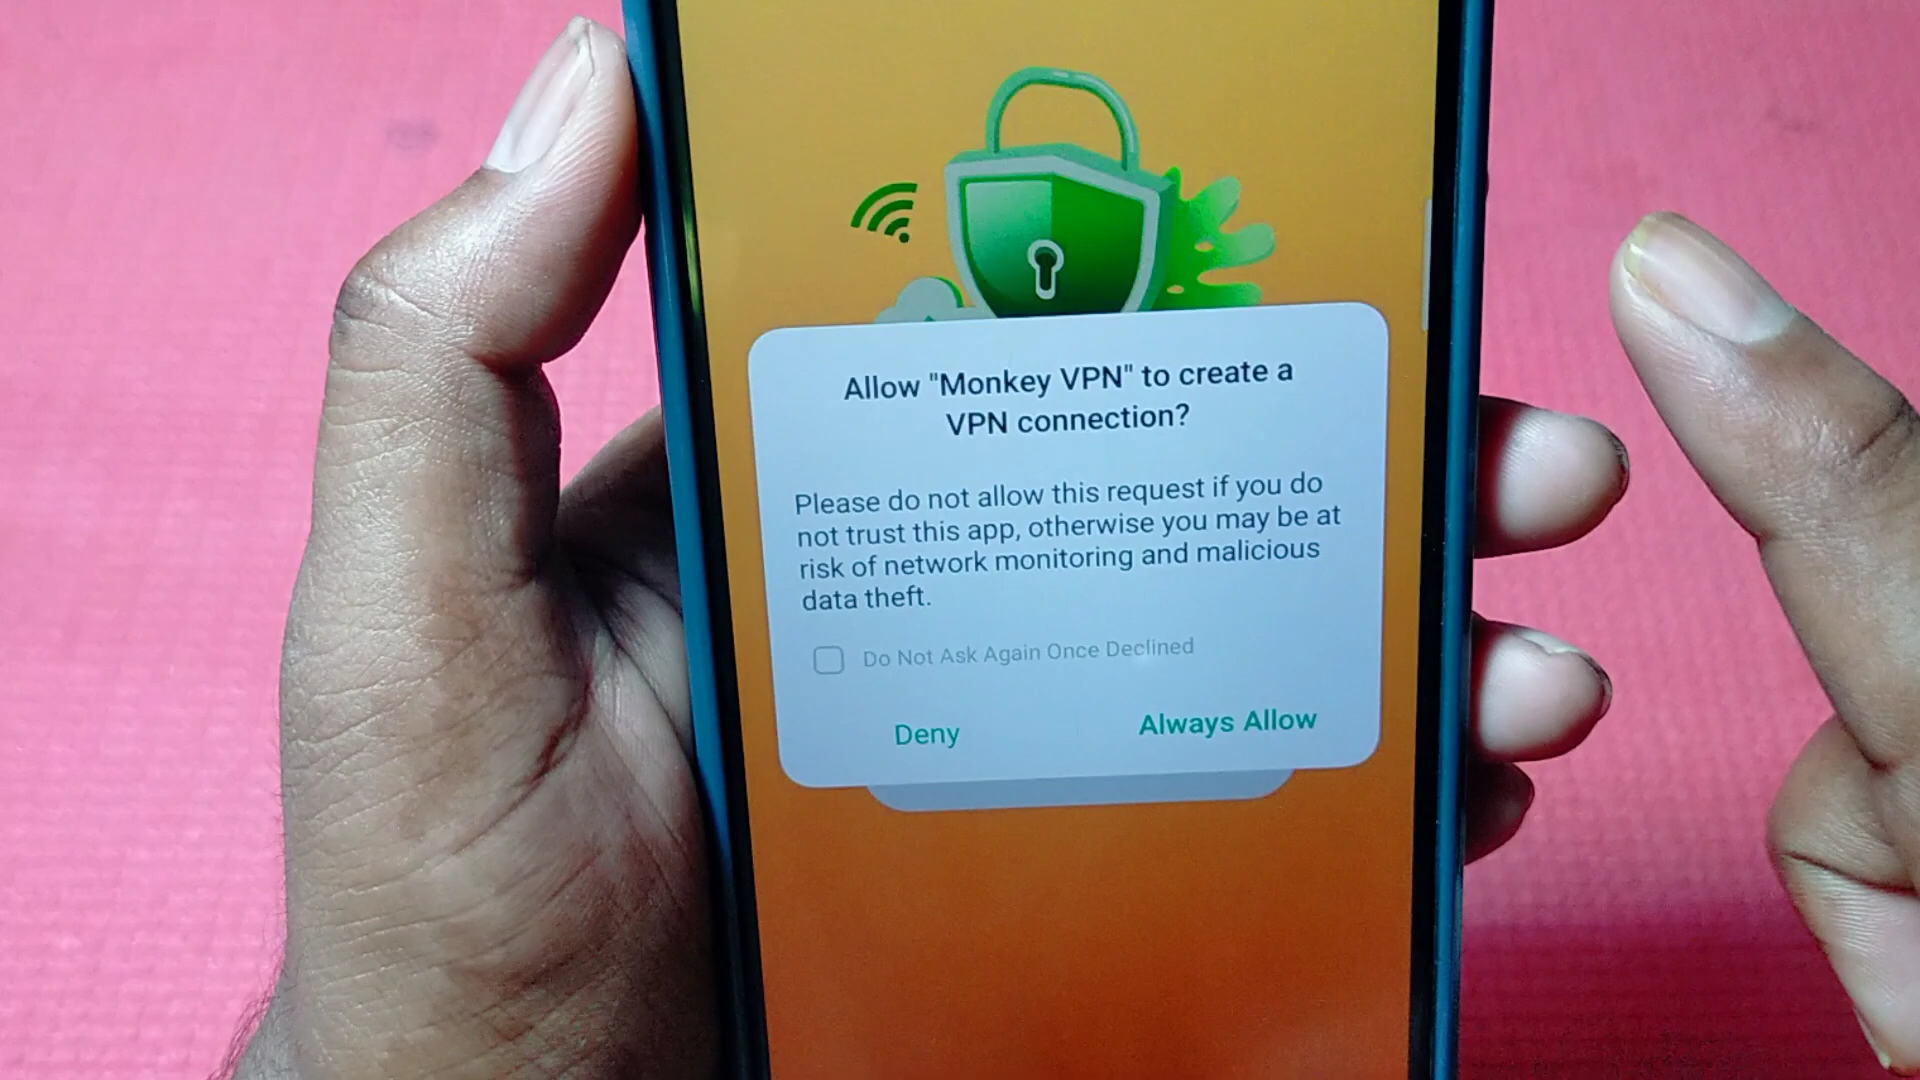 Allow "Monkey VPN" to create a
VPN connection?
Please do not allow this request if you do
not trust this app, otherwise you may be at
risk of network monitoring and malicious
data theft.
Do Not Ask Again Once Declined
Deny
Always Allow